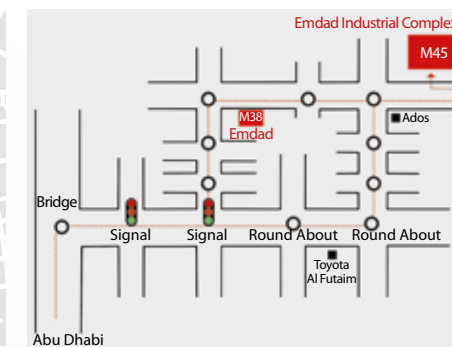 Emdad Industrial Complex
M45
M38
Emdad
Ados
Bridge
Signal
Signal
Round About
Round About
Toyota
Al Futaim
Abu Dhabi